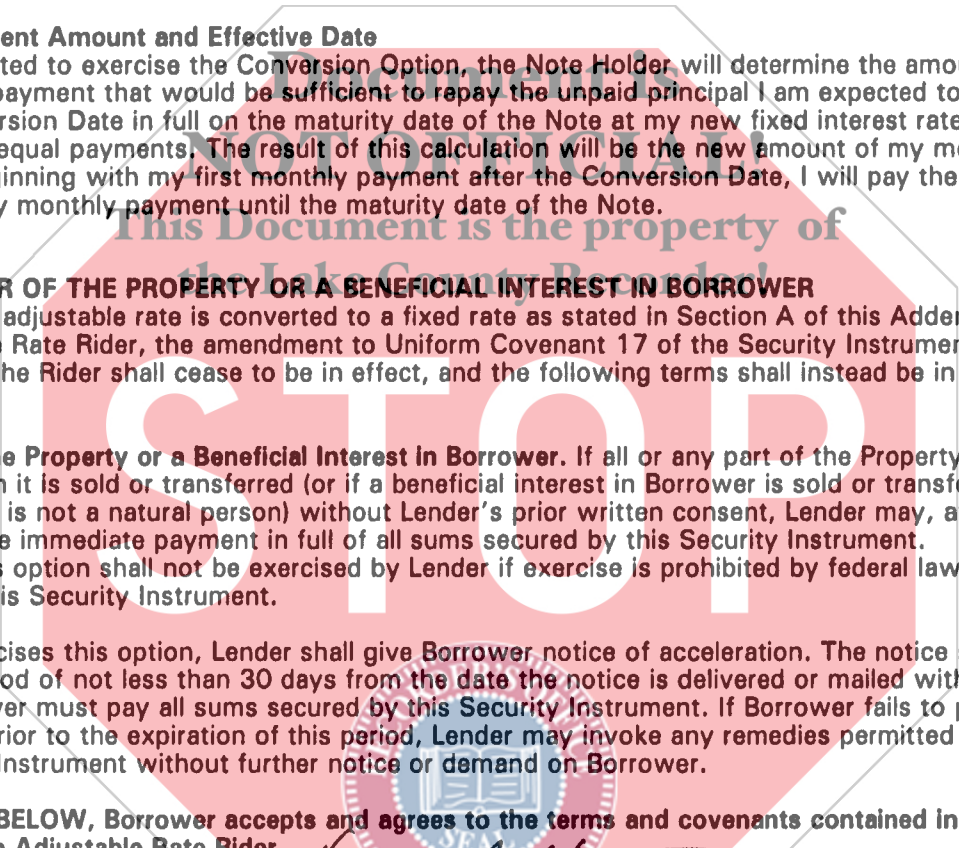 ent Amount and Effective Date
ted to exercise the Conversion Option, the Note Holder will determine the amou
payment that would be sufficient to repay the unpaid principal I am expected to
rsion Date in full on the maturity date of the Note at my new fixed interest rate
equal payments. The result of this calculation will be the new amount of my mo
ginning with my first monthly payment after the Conversion Date, I will pay the
y monthly payment until the maturity date of the Note.
Document is
NOT OFFICIAL!
This Document is the property of
the Lake County Recorder!
R OF THE PROPERTY OR A BENEFICIAL INTEREST IN BORROWER
adjustable rate is converted to a fixed rate as stated in Section A of this Adden
Rate Rider, the amendment to Uniform Covenant 17 of the Security Instrumen
he Rider shall cease to be in effect, and the following terms shall instead be in
STOP
e Property or a Beneficial Interest in Borrower. If all or any part of the Property
n it is sold or transferred (or if a beneficial interest in Borrower is sold or transfe
is not a natural person) without Lender's prior written consent, Lender may, a
e immediate payment in full of all sums secured by this Security Instrument.
s option shall not be exercised by Lender if exercise is prohibited by federal law
is Security Instrument.
cises this option, Lender shall give Borrower notice of acceleration. The notice
od of not less than 30 days from the date the notice is delivered or mailed with
wer must pay all sums secured by this Security Instrument. If Borrower fails to p
rior to the expiration of this period, Lender may invoke any remedies permitted
Instrument without further notice or demand on Borrower.
SEAL
BELOW, Borrower accepts and agrees to the terms and covenants contained in
Adjustable Rate Rider